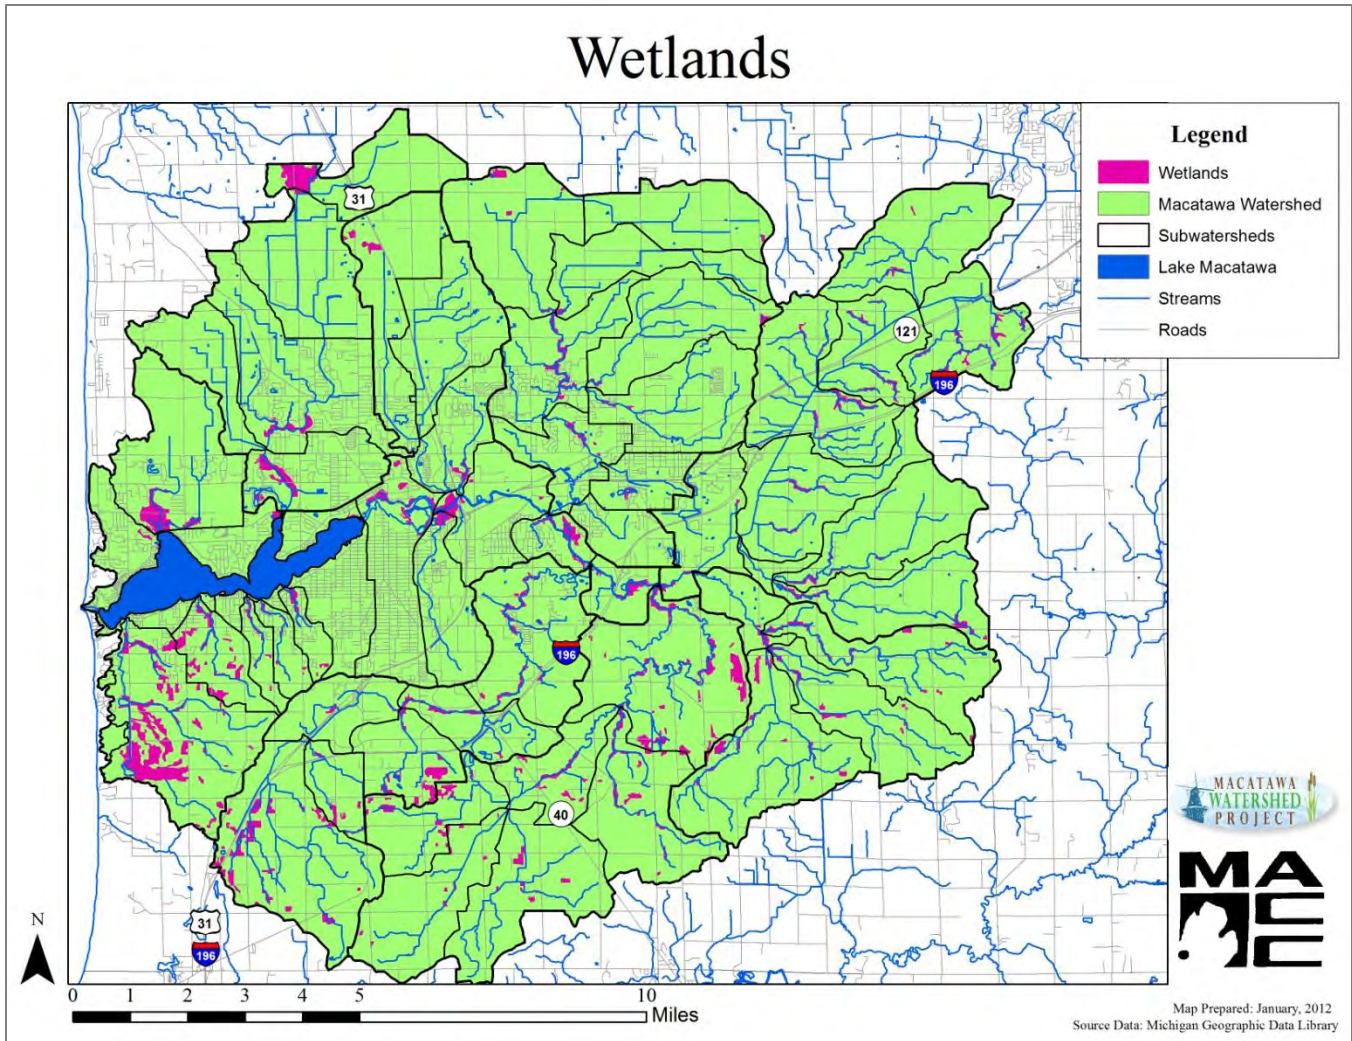 Wetlands
Legend
Wetlands
Macatawa Watershed
Subwatersheds
Lake Macatawa
Streams
Roads
31
121
196
196
40
31
196
N
0 1 2 3 4 5 10
Miles
MACATAWA
WATERSHED
PROJECT
MA
C
C
Map Prepared: January, 2012
Source Data: Michigan Geographic Data Library